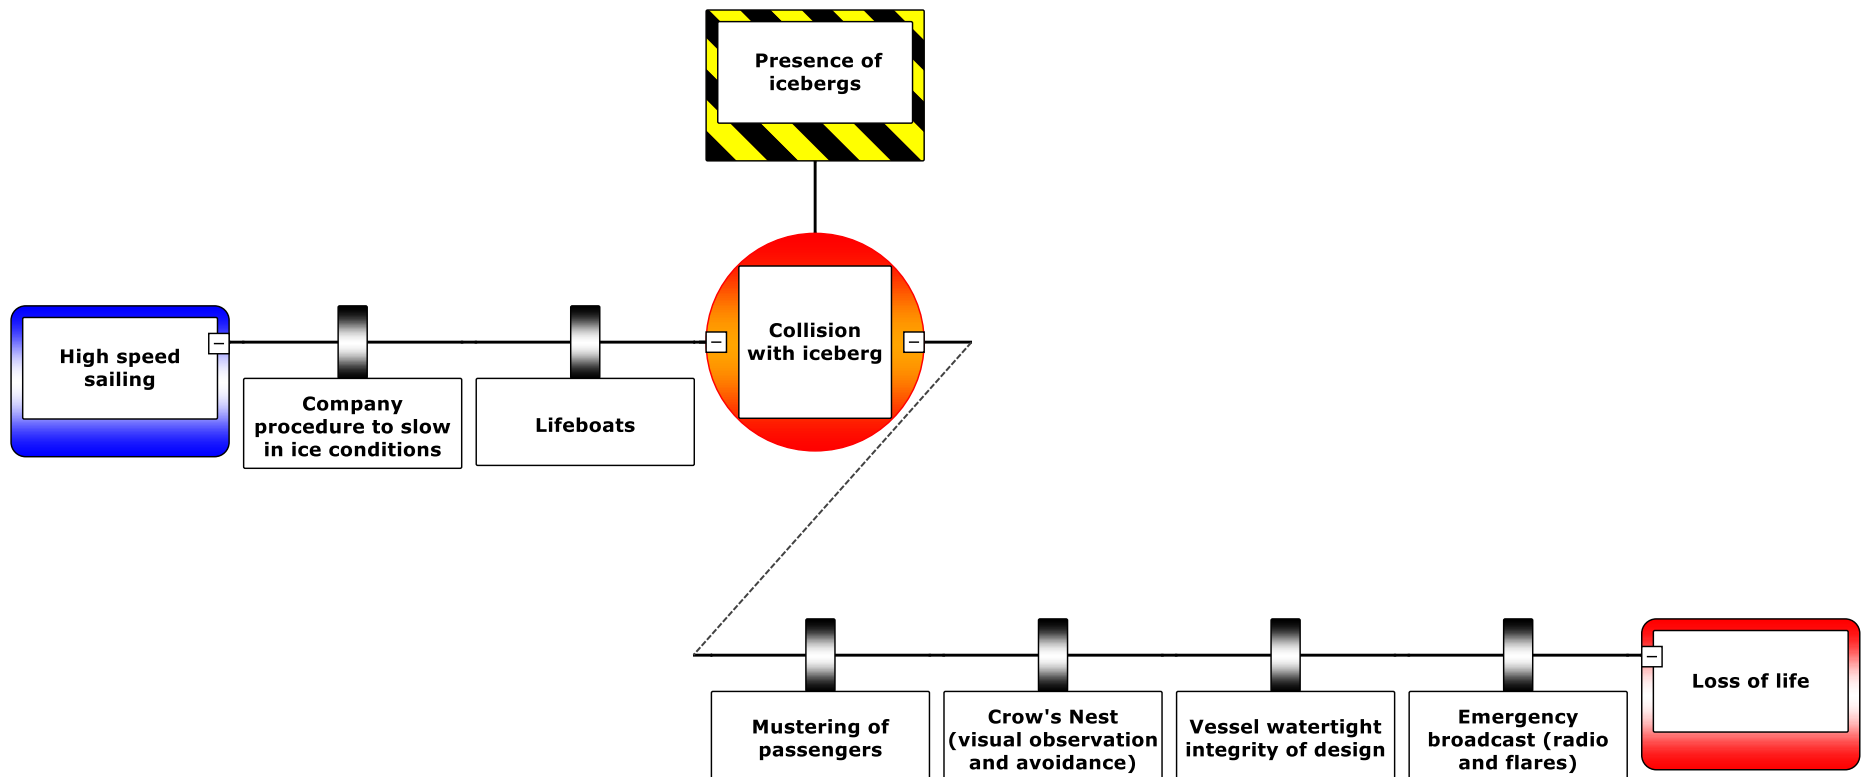 Presence of
icebergs
High speed
sailing
Company
procedure to slow
in ice conditions
Lifeboats
Collision
with iceberg
Mustering of
passengers
Crow's Nest
(visual observation
and avoidance)
Vessel watertight
integrity of design
Emergency
broadcast (radio
and flares)
Loss of life